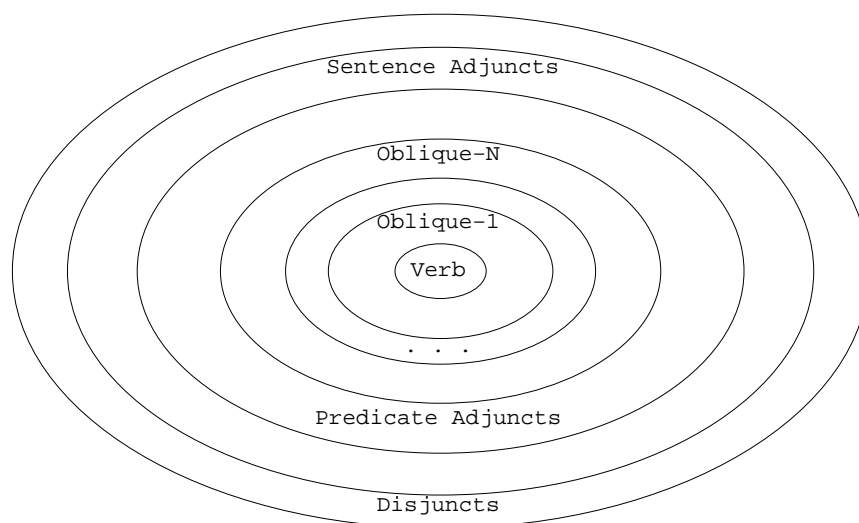 Sentence Adjuncts
Oblique-N
Oblique-1
Verb
. . .
Predicate Adjuncts
Disjuncts